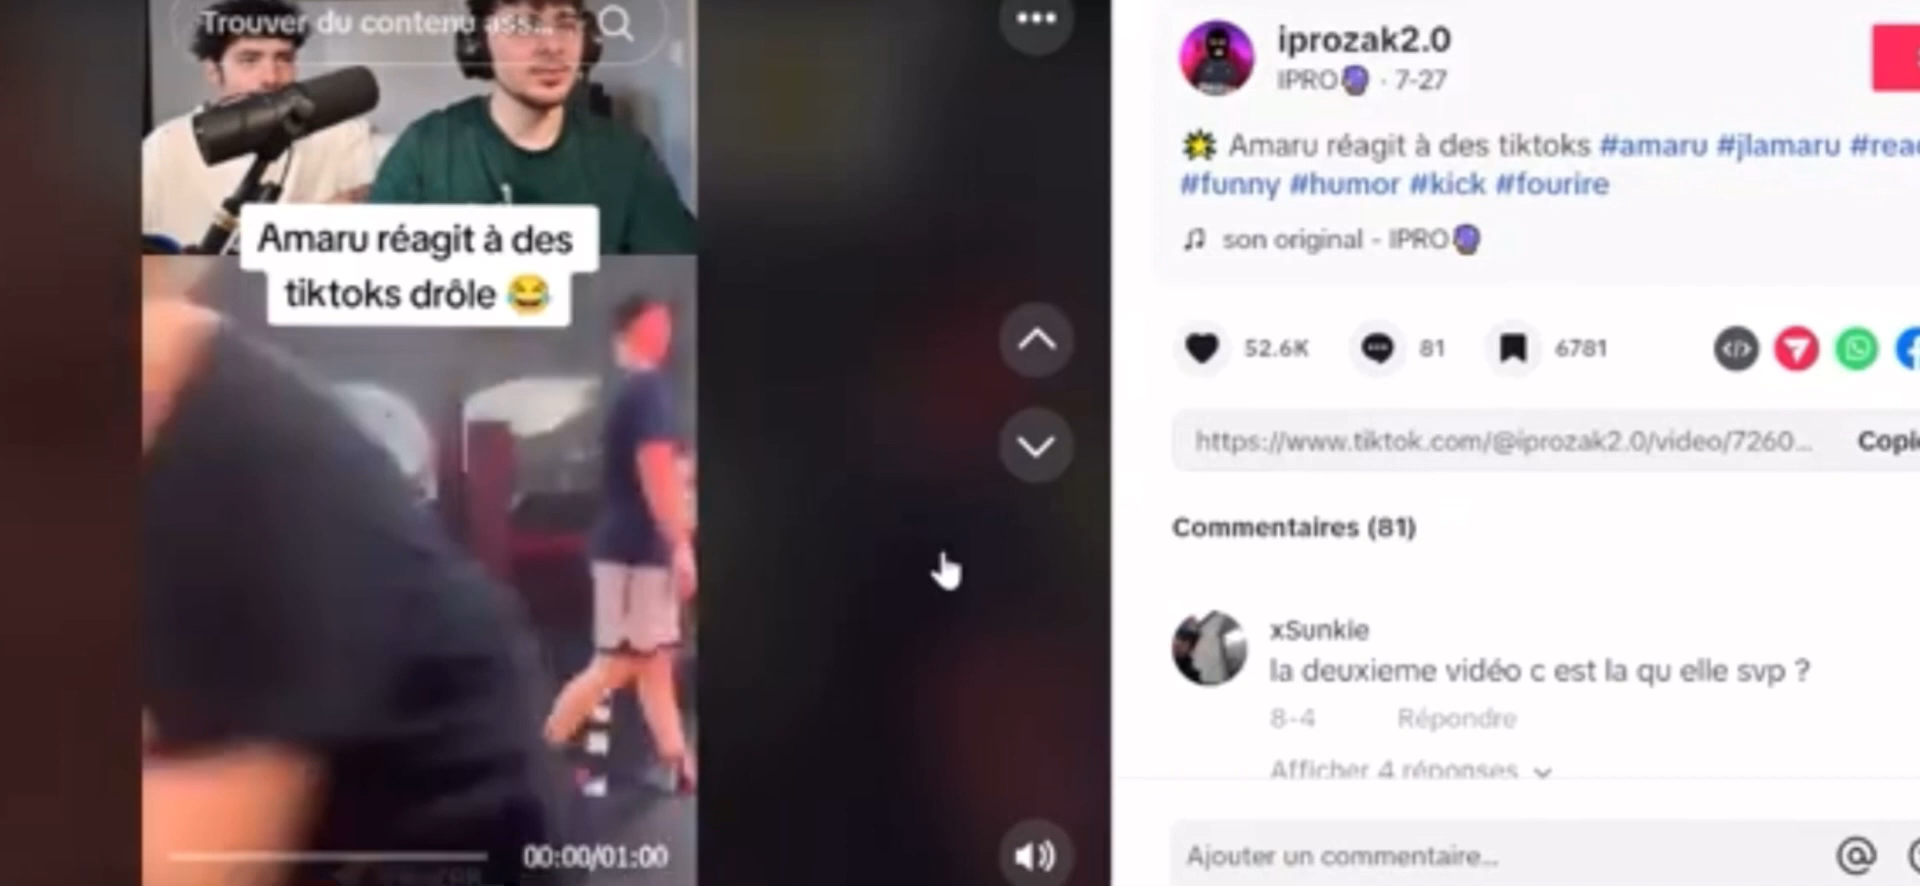 Trouver du contenu ass...
Amaru réagit à des
tiktoks drôle 😂
00:00/01:00
iprozak2.0
IPRO🔮 · 7-27
Amaru réagit à des tiktoks #amaru #jlamaru #rea
#funny #humor #kick #fourire
son original - IPRO🔮
52.6K
81
6781
https://www.tiktok.com/@iprozak2.0/video/7260...
Copi
Commentaires (81)
xSunkie
la deuxieme vidéo c est la qu elle svp ?
8-4
Répondre
Afficher 4 réponses
Ajouter un commentaire...